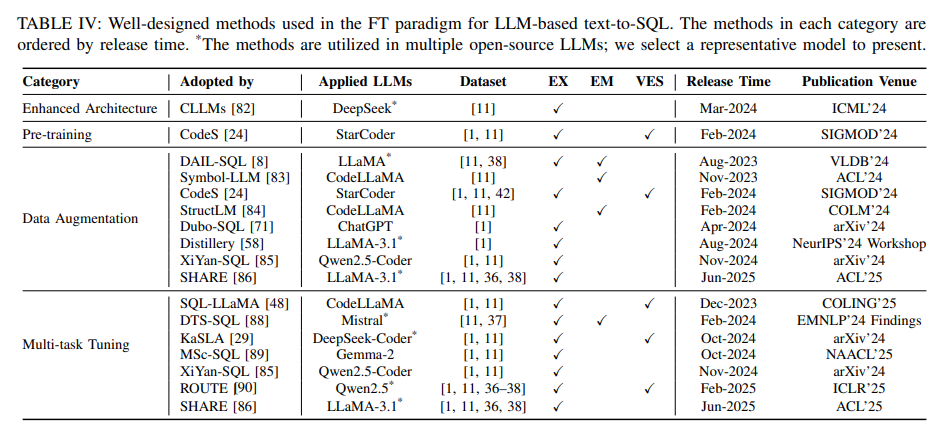 TABLE IV: Well-designed methods used in the FT paradigm for LLM-based text-to-SQL. The methods in each category are
ordered by release time. *The methods are utilized in multiple open-source LLMs; we select a representative model to present.
Category Adopted by Applied LLMs Dataset EX EM VES Release Time Publication Venue
Enhanced Architecture CLLMs [82] DeepSeek* [11] ✓ Mar-2024 ICML'24
Pre-training CodeS [24] StarCoder [1, 11] ✓ ✓ Feb-2024 SIGMOD'24
DAIL-SQL [8] LLaMA* [11, 38] ✓ ✓ Aug-2023 VLDB'24
Symbol-LLM [83] CodeLLaMA [11] ✓ Nov-2023 ACL'24
CodeS [24] StarCoder [1, 11, 42] ✓ ✓ Feb-2024 SIGMOD'24
Data Augmentation StructLM [84] CodeLLaMA [11] ✓ Feb-2024 COLM'24
Dubo-SQL [71] ChatGPT [1] ✓ Apr-2024 arXiv'24
Distillery [58] LLaMA-3.1* [1] ✓ Aug-2024 NeurIPS'24 Workshop
XiYan-SQL [85] Qwen2.5-Coder [1, 11] ✓ Nov-2024 arXiv'24
SHARE [86] LLaMA-3.1* [1, 11, 36, 38] ✓ Jun-2025 ACL'25
SQL-LLaMA [48] CodeLLaMA [1, 11] ✓ ✓ Dec-2023 COLING'25
DTS-SQL [88] Mistral* [11, 37] ✓ ✓ Feb-2024 EMNLP'24 Findings
KaSLA [29] DeepSeek-Coder* [1, 11] ✓ ✓ Oct-2024 arXiv'24
Multi-task Tuning MSc-SQL [89] Gemma-2 [1, 11] ✓ Oct-2024 NAACL'25
XiYan-SQL [85] Qwen2.5-Coder [1, 11] ✓ Nov-2024 arXiv'24
ROUTE [90] Qwen2.5* [1, 11, 36–38] ✓ ✓ Feb-2025 ICLR'25
SHARE [86] LLaMA-3.1* [1, 11, 36, 38] ✓ Jun-2025 ACL'25